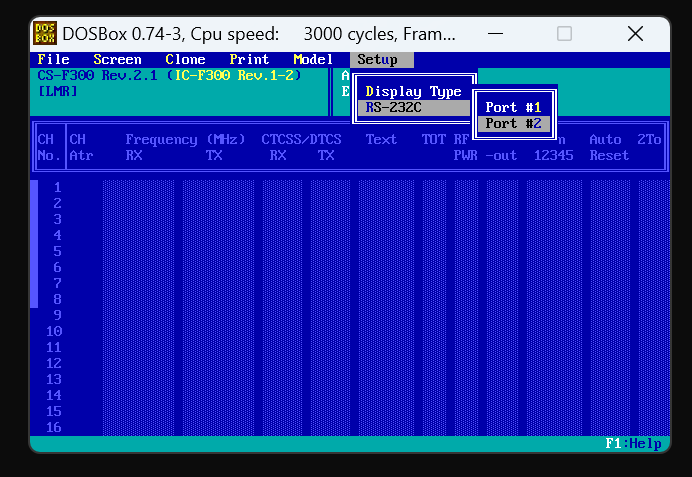 DOS BOX DOSBox 0.74-3, Cpu speed: 3000 cycles, Fram...
File Screen Clone Print Model Setup
CS-F300 Rev.2.1 (IC-F300 Rev.1-2) A
[LMR] E
Display Type
RS-232C
Port #1
Port #2
CH CH Frequency (MHz) CTCSS/DTCS Text TOT RF n Auto 2To
No. Atr RX TX RX TX PWR -out 12345 Reset
1
2
3
4
5
6
7
8
9
10
11
12
13
14
15
16
F1:Help